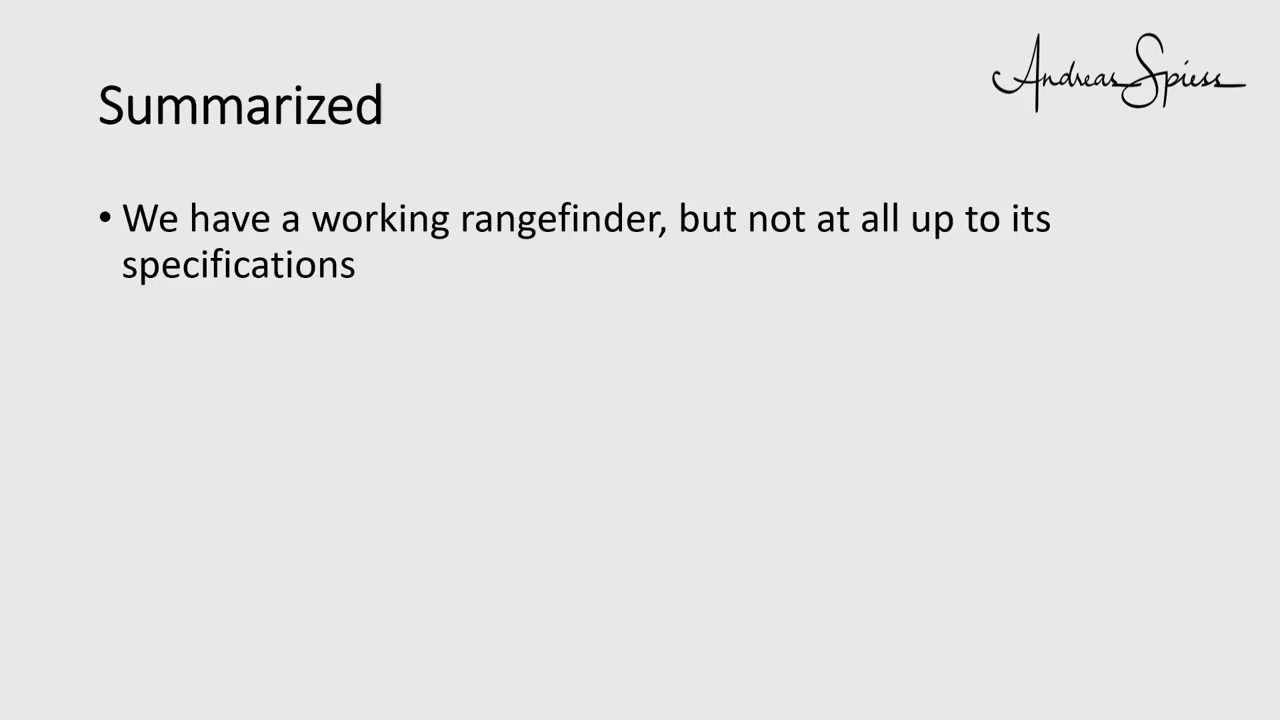 Andreas Spiess
Summarized
• We have a working rangefinder, but not at all up to its
specifications